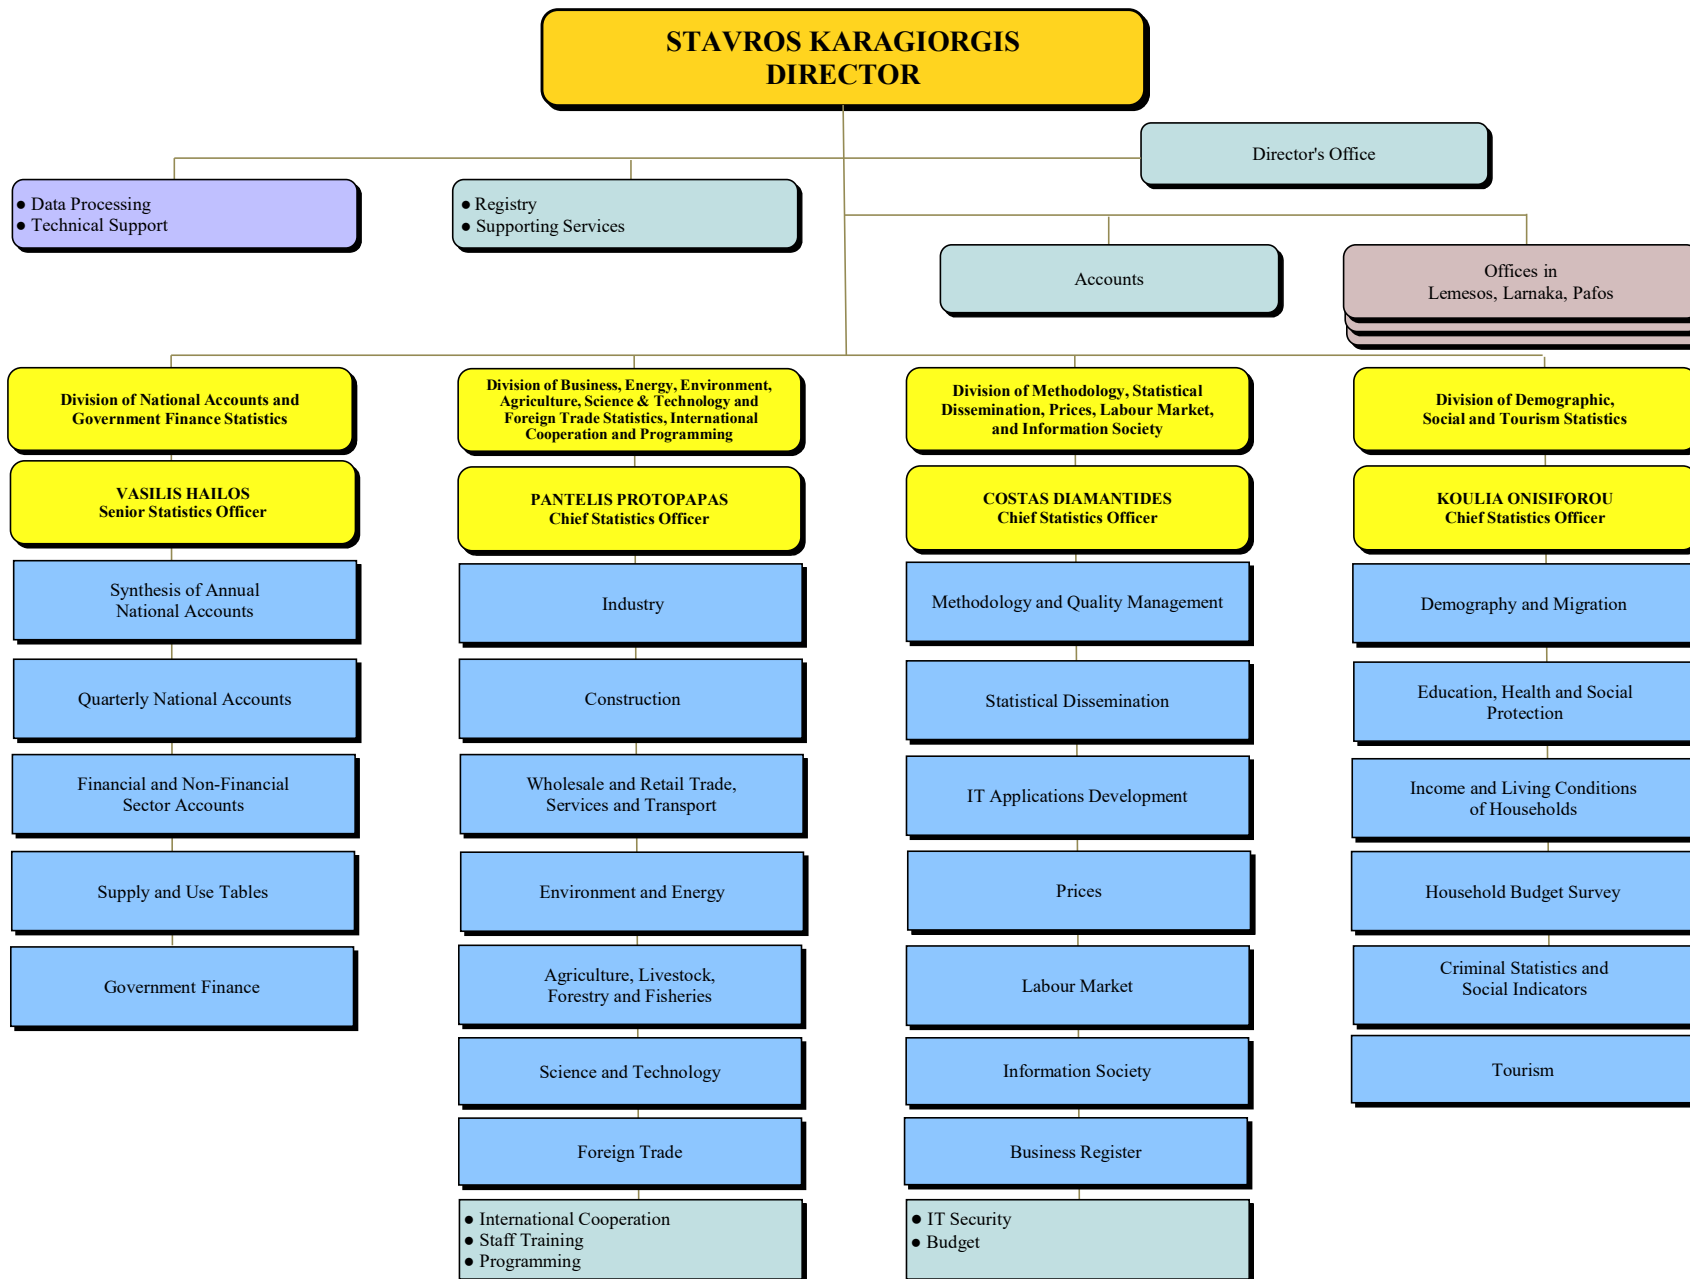 STAVROS KARAGIORGIS
DIRECTOR
Director's Office
● Data Processing
● Technical Support
● Registry
● Supporting Services
Accounts
Offices in
Lemesos, Larnaka, Pafos
Division of National Accounts and
Government Finance Statistics
VASILIS HAILOS
Senior Statistics Officer
Synthesis of Annual
National Accounts
Quarterly National Accounts
Financial and Non-Financial
Sector Accounts
Supply and Use Tables
Government Finance
Division of Business, Energy, Environment,
Agriculture, Science & Technology and
Foreign Trade Statistics, International
Cooperation and Programming
PANTELIS PROTOPAPAS
Chief Statistics Officer
Industry
Construction
Wholesale and Retail Trade,
Services and Transport
Environment and Energy
Agriculture, Livestock,
Forestry and Fisheries
Science and Technology
Foreign Trade
● International Cooperation
● Staff Training
● Programming
Division of Methodology, Statistical
Dissemination, Prices, Labour Market,
and Information Society
COSTAS DIAMANTIDES
Chief Statistics Officer
Methodology and Quality Management
Statistical Dissemination
IT Applications Development
Prices
Labour Market
Information Society
Business Register
● IT Security
● Budget
Division of Demographic,
Social and Tourism Statistics
KOULIA ONISIFOROU
Chief Statistics Officer
Demography and Migration
Education, Health and Social
Protection
Income and Living Conditions
of Households
Household Budget Survey
Criminal Statistics and
Social Indicators
Tourism